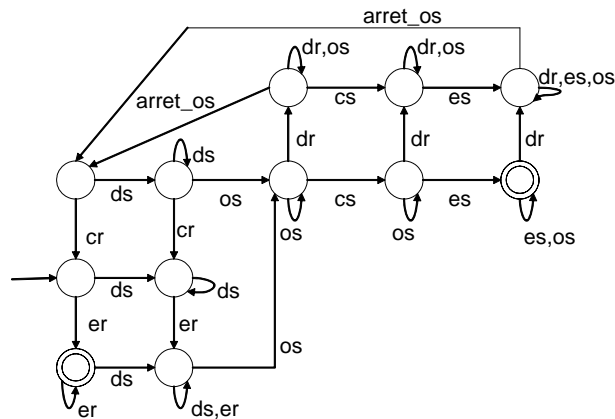 arret_os
dr,os
dr,os
dr,es,os
arret_os
cs
es
ds
dr
dr
dr
ds
os
cs
es
cr
cr
os
os
es,os
ds
ds
er
er
os
ds
er
ds,er